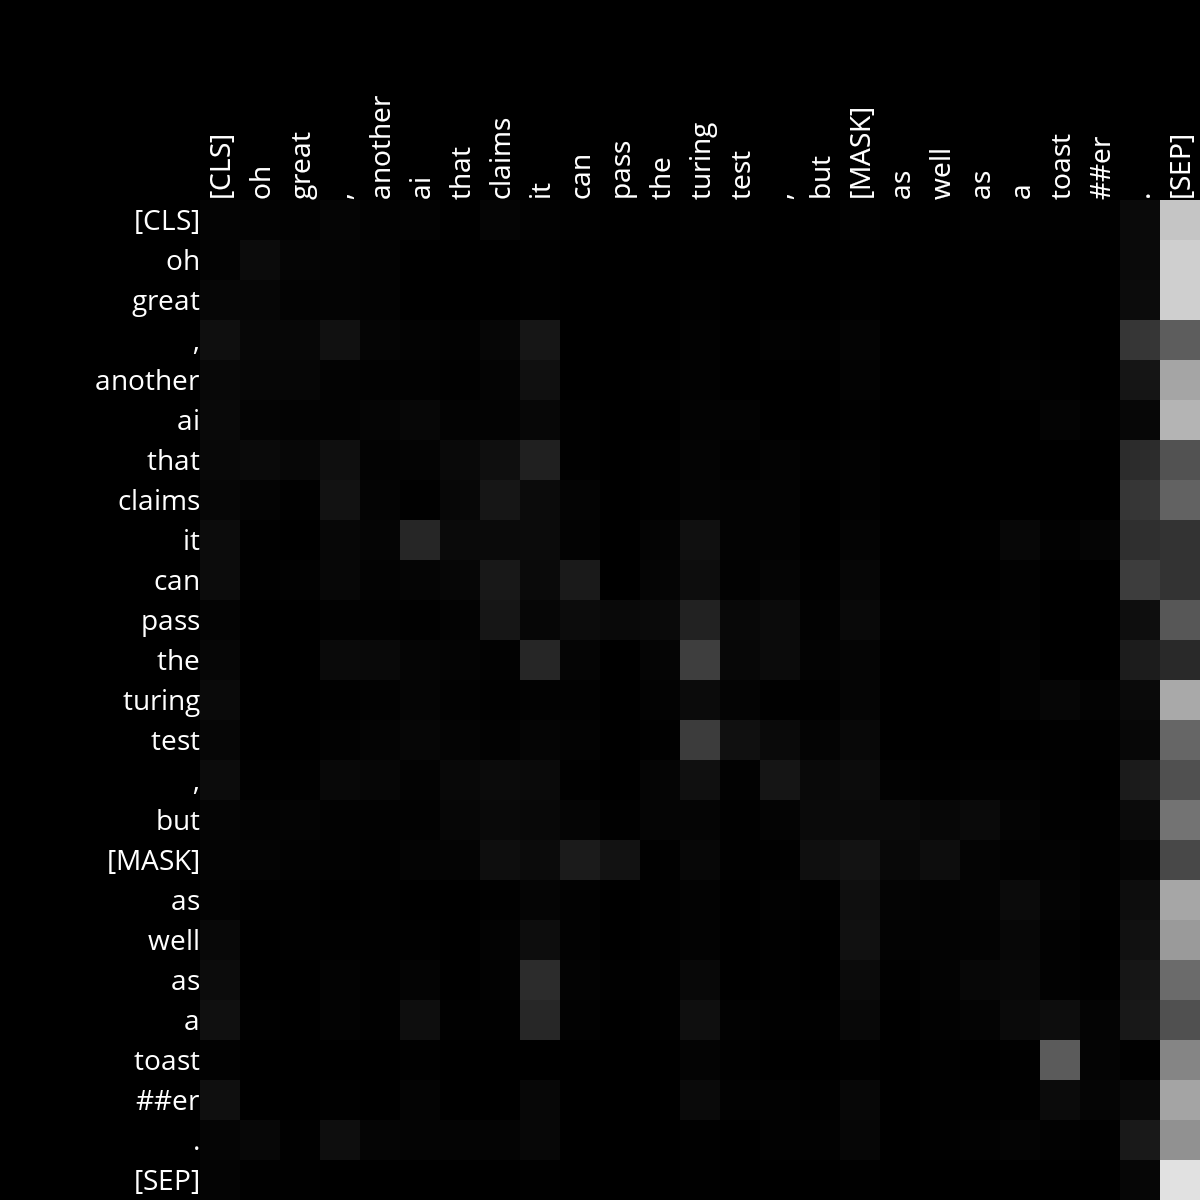 [CLS] oh great , another ai that claims it can pass the turing test , but [MASK] as well as a toast ##er . [SEP]
[CLS]
oh
great
,
another
ai
that
claims
it
can
pass
the
turing
test
,
but
[MASK]
as
well
as
a
toast
##er
.
[SEP]